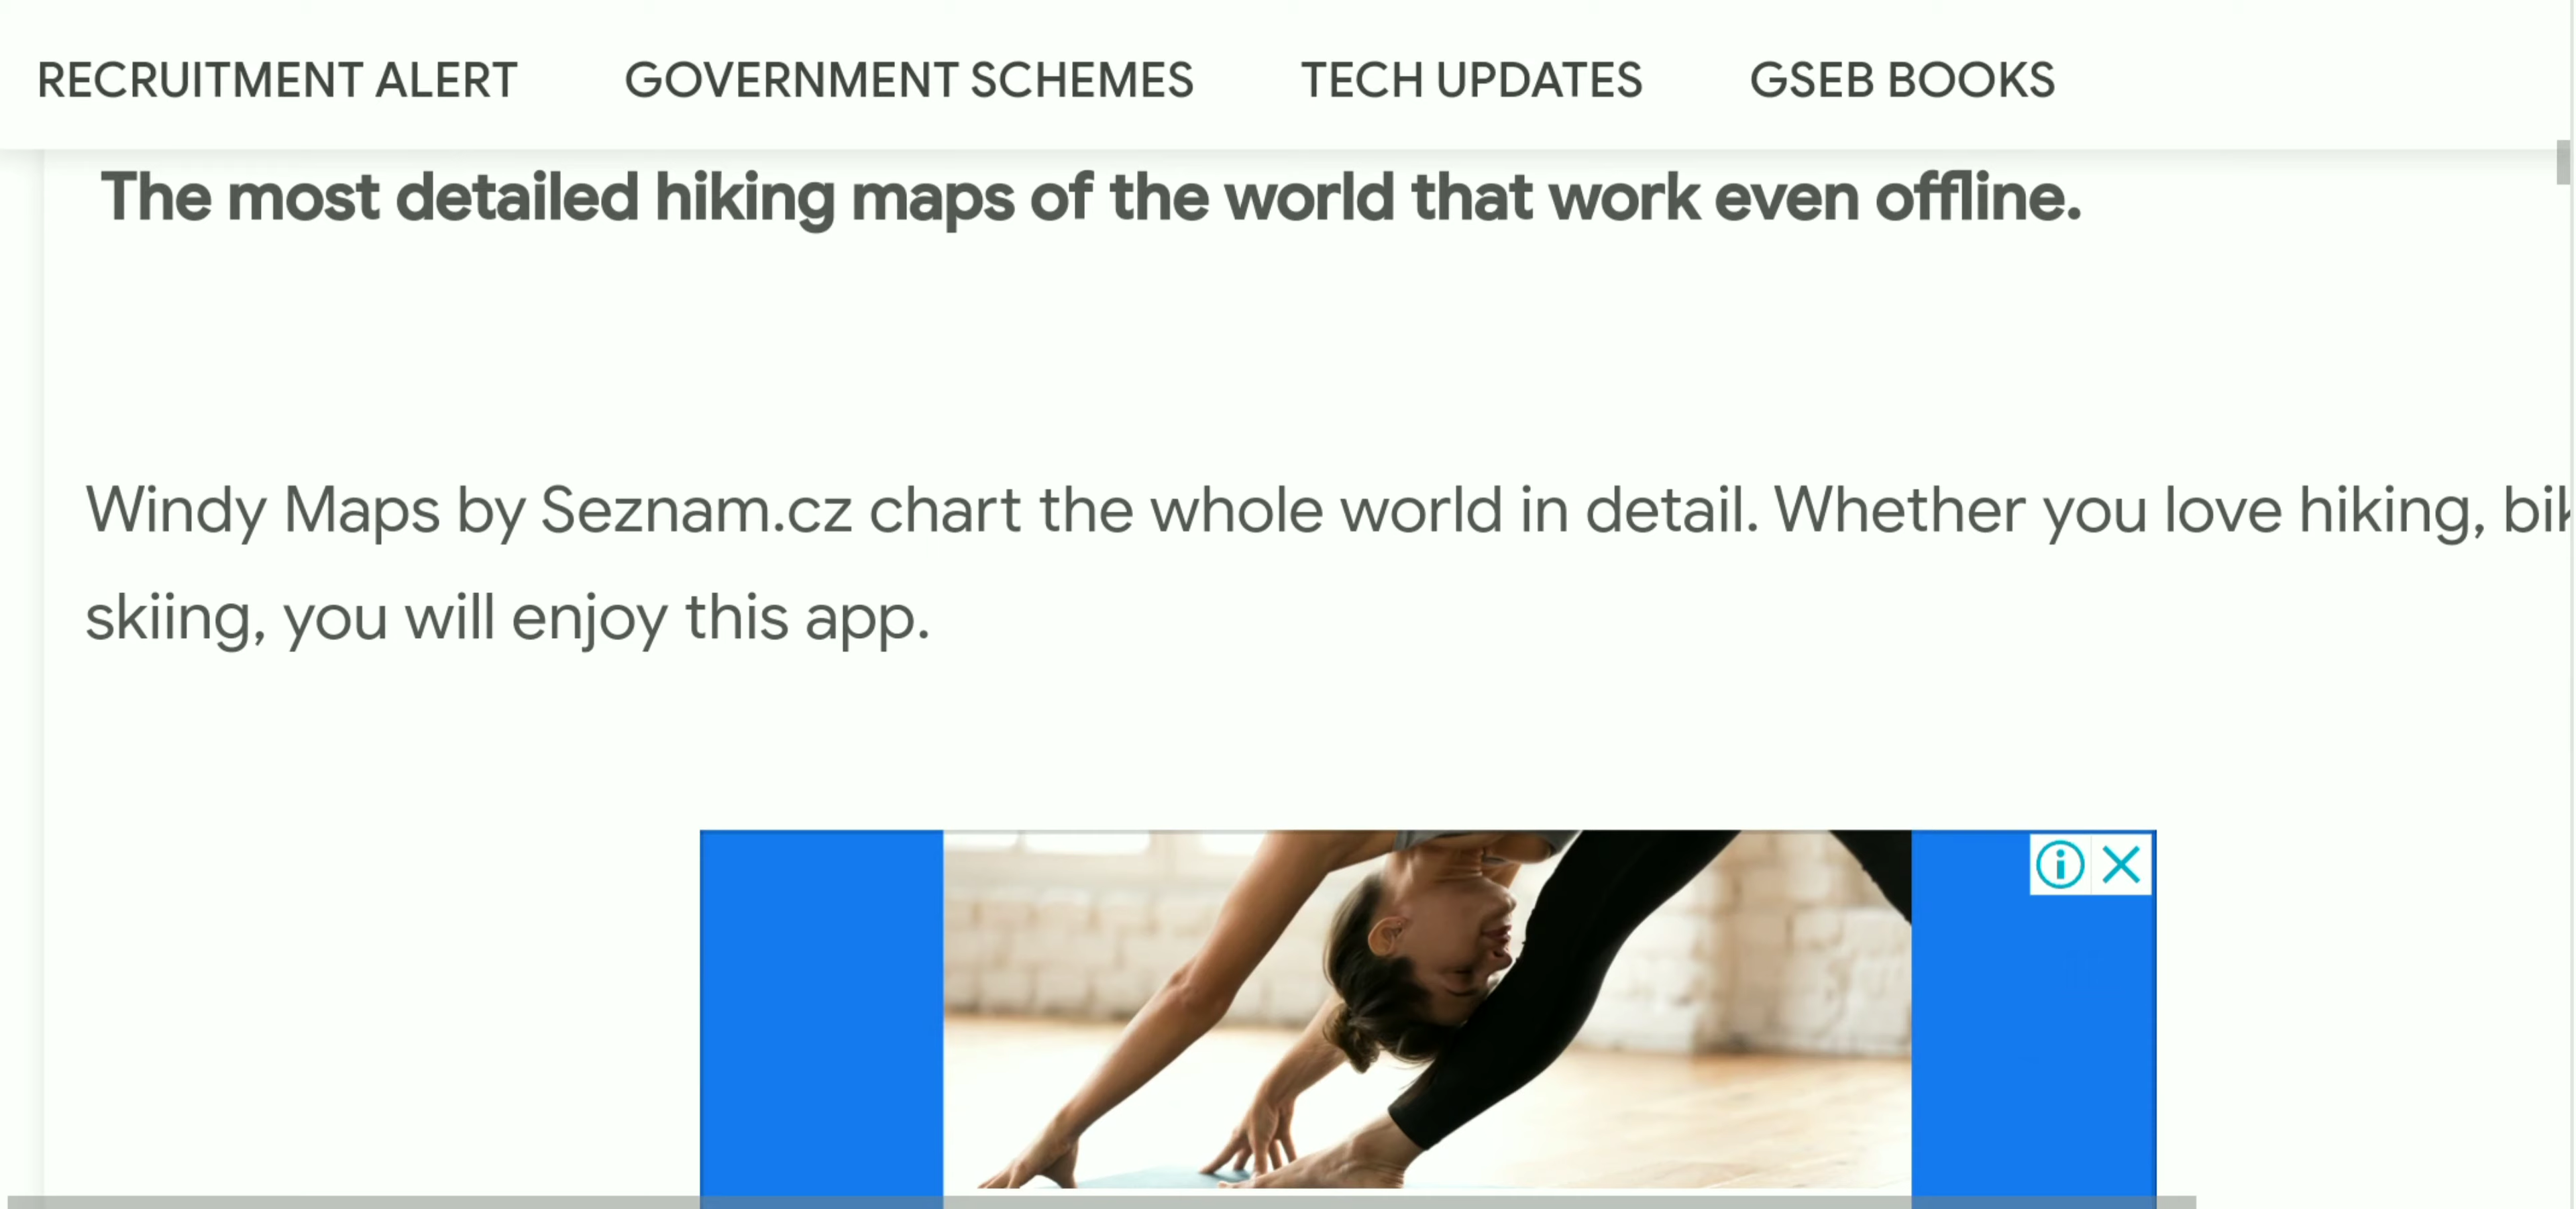 RECRUITMENT ALERT GOVERNMENT SCHEMES TECH UPDATES GSEB BOOKS
The most detailed hiking maps of the world that work even offline.
Windy Maps by Seznam.cz chart the whole world in detail. Whether you love hiking,
skiing, you will enjoy this app.